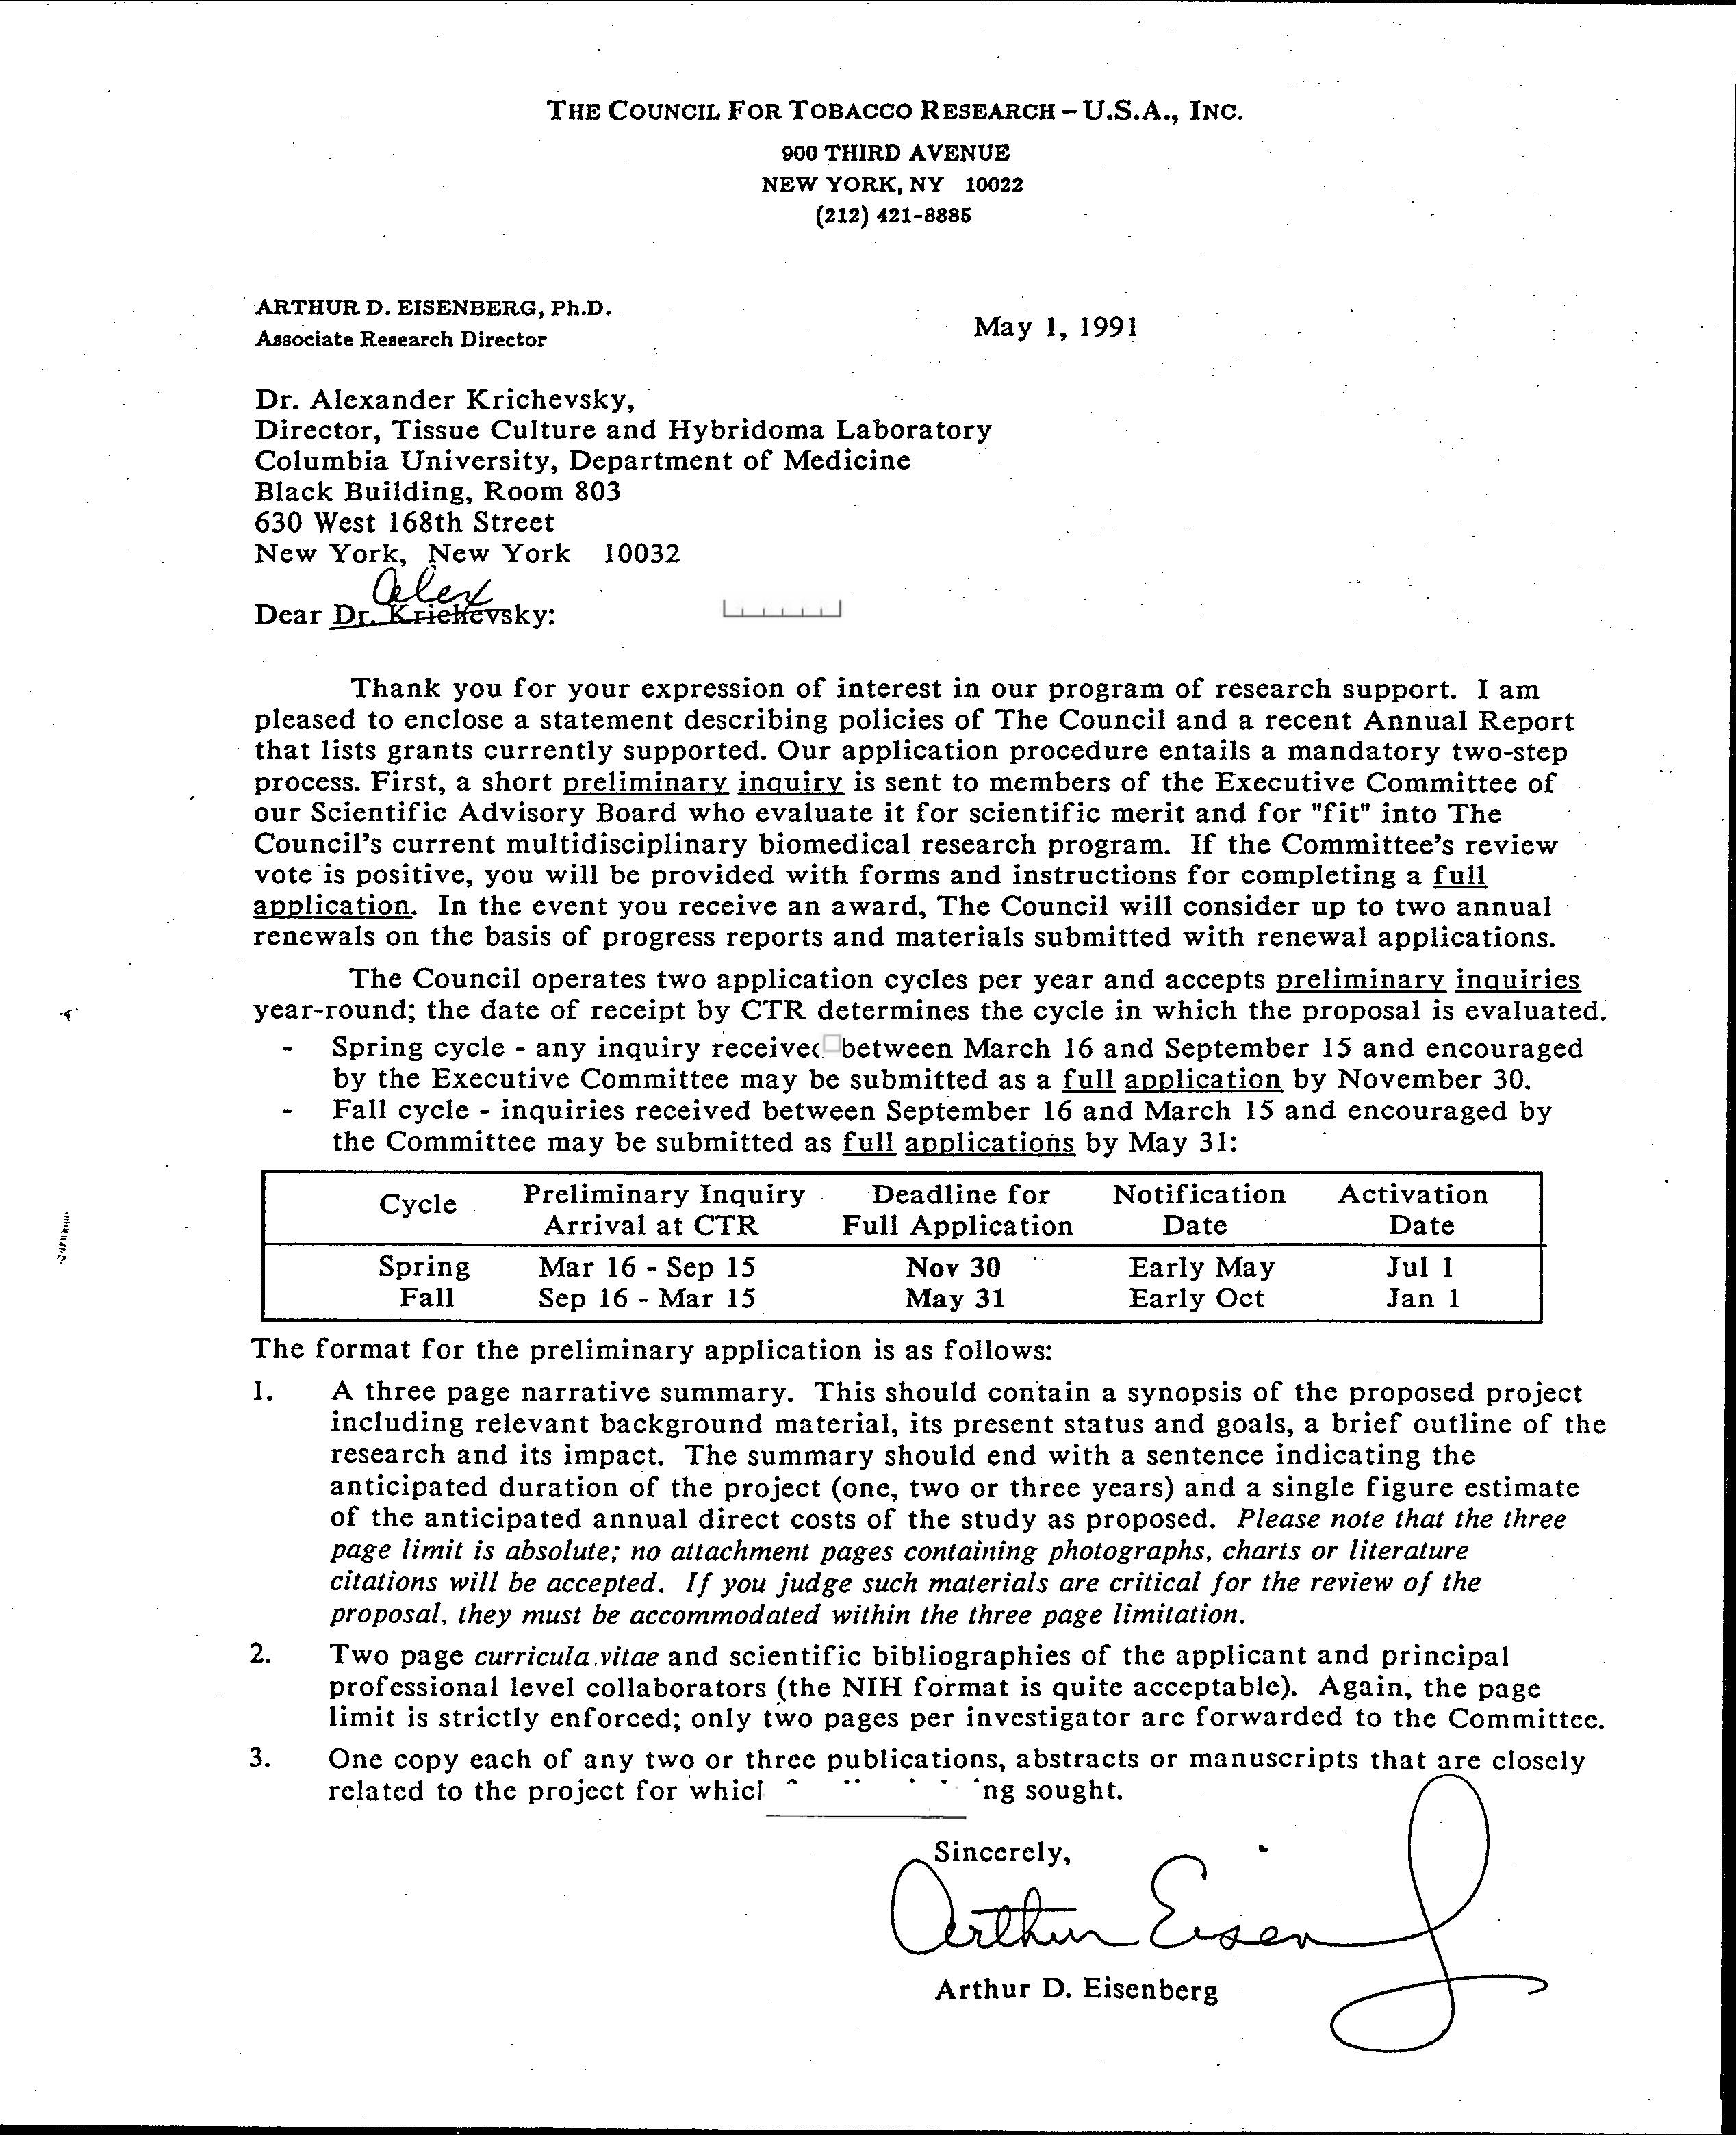 THE COUNCIL FOR TOBACCO RESEARCH – U.S.A., INC.
900 THIRD AVENUE
NEW YORK, NY 10022
(212) 421-8885
ARTHUR D. EISENBERG, Ph.D.
Associate Research Director
May 1, 1991
Dr. Alexander Krichevsky,
Director, Tissue Culture and Hybridoma Laboratory
Columbia University, Department of Medicine
Black Building, Room 803
630 West 168th Street
New York, New York 10032
Alex
Dear Dr. Krichevsky:
Thank you for your expression of interest in our program of research support. I am
pleased to enclose a statement describing policies of The Council and a recent Annual Report
that lists grants currently supported. Our application procedure entails a mandatory two-step
process. First, a short preliminary inquiry is sent to members of the Executive Committee of
our Scientific Advisory Board who evaluate it for scientific merit and for "fit" into The
Council's current multidisciplinary biomedical research program. If the Committee's review
vote is positive, you will be provided with forms and instructions for completing a full
application. In the event you receive an award, The Council will consider up to two annual
renewals on the basis of progress reports and materials submitted with renewal applications.
The Council operates two application cycles per year and accepts preliminary inquiries
year-round; the date of receipt by CTR determines the cycle in which the proposal is evaluated.
- Spring cycle - any inquiry received between March 16 and September 15 and encouraged
by the Executive Committee may be submitted as a full application by November 30.
- Fall cycle - inquiries received between September 16 and March 15 and encouraged by
the Committee may be submitted as full applications by May 31:
Cycle Preliminary Inquiry Deadline for Notification Activation
Arrival at CTR Full Application Date Date
Spring Mar 16 - Sep 15 Nov 30 Early May Jul 1
Fall Sep 16 - Mar 15 May 31 Early Oct Jan 1
The format for the preliminary application is as follows:
1. A three page narrative summary. This should contain a synopsis of the proposed project
including relevant background material, its present status and goals, a brief outline of the
research and its impact. The summary should end with a sentence indicating the
anticipated duration of the project (one, two or three years) and a single figure estimate
of the anticipated annual direct costs of the study as proposed. Please note that the three
page limit is absolute; no attachment pages containing photographs, charts or literature
citations will be accepted. If you judge such materials are critical for the review of the
proposal, they must be accommodated within the three page limitation.
2. Two page curricula vitae and scientific bibliographies of the applicant and principal
professional level collaborators (the NIH format is quite acceptable). Again, the page
limit is strictly enforced; only two pages per investigator are forwarded to the Committee.
3. One copy each of any two or three publications, abstracts or manuscripts that are closely
related to the project for which sought.
Sincerely,
Arthur Eisen
Arthur D. Eisenberg